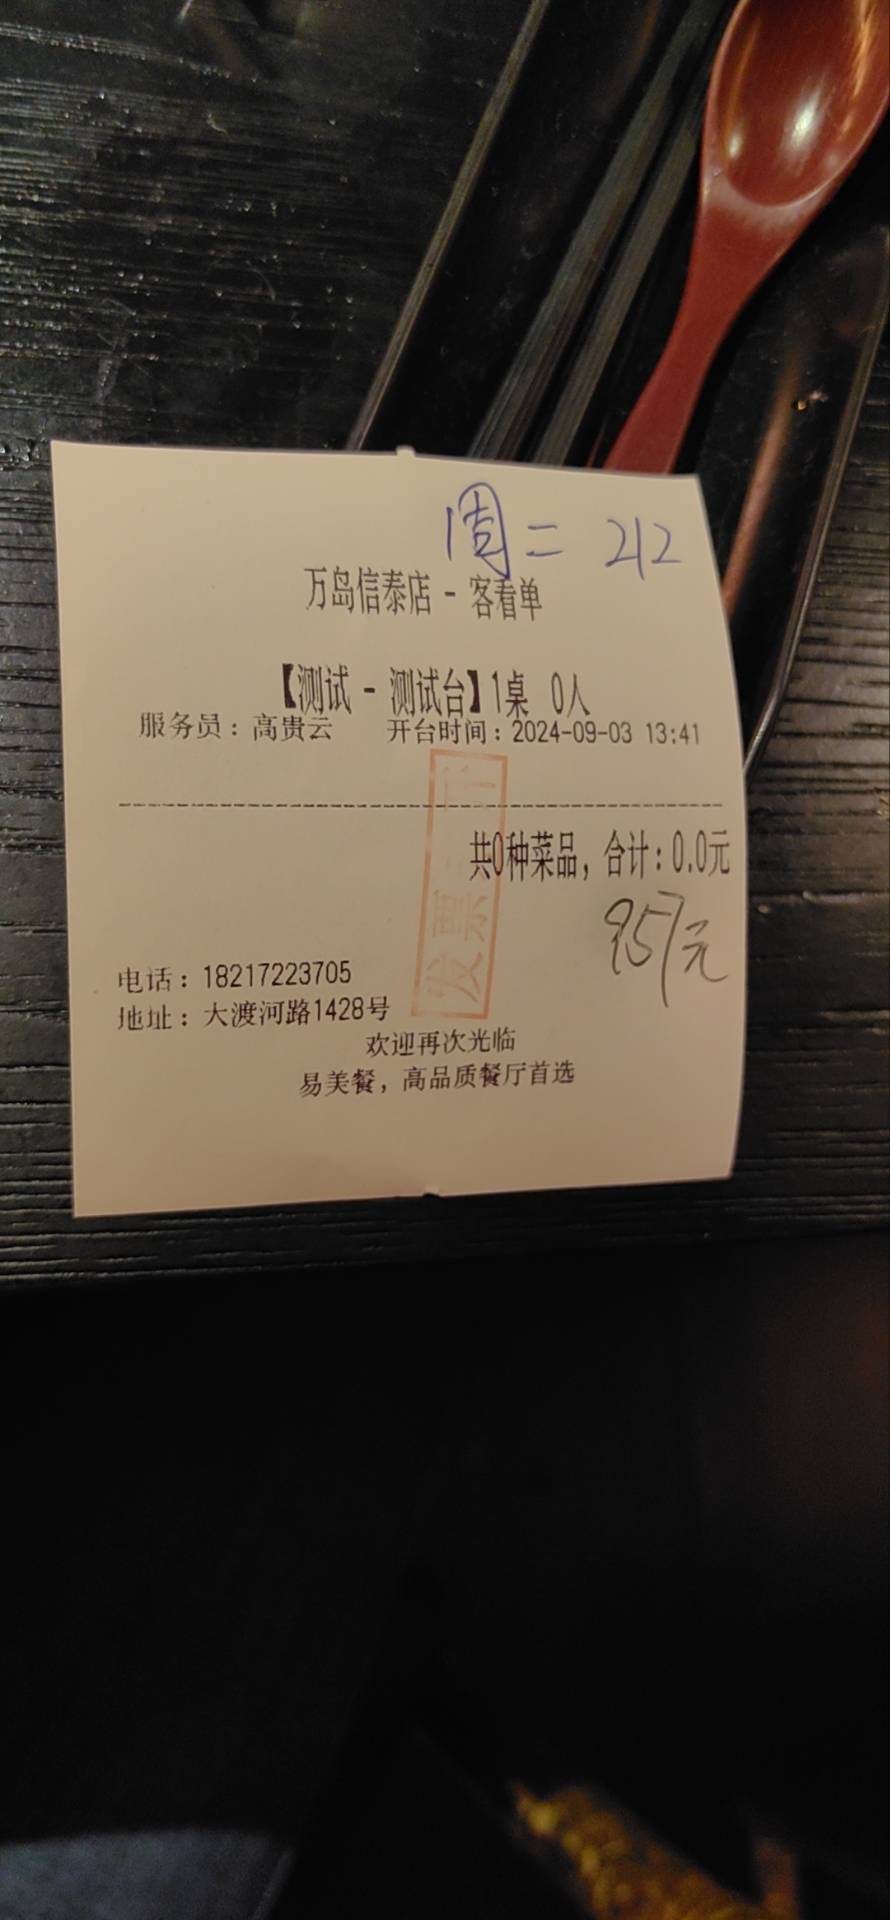 周二 212
万岛信泰店 - 客看单
【测试 - 测试台】1桌 0人
服务员：高贵云 开台时间：2024-09-03 13:41
共0种菜品，合计：0.0元
957元
电话：18217223705
地址：大渡河路1428号
欢迎再次光临
易美餐，高品质餐厅首选
发票